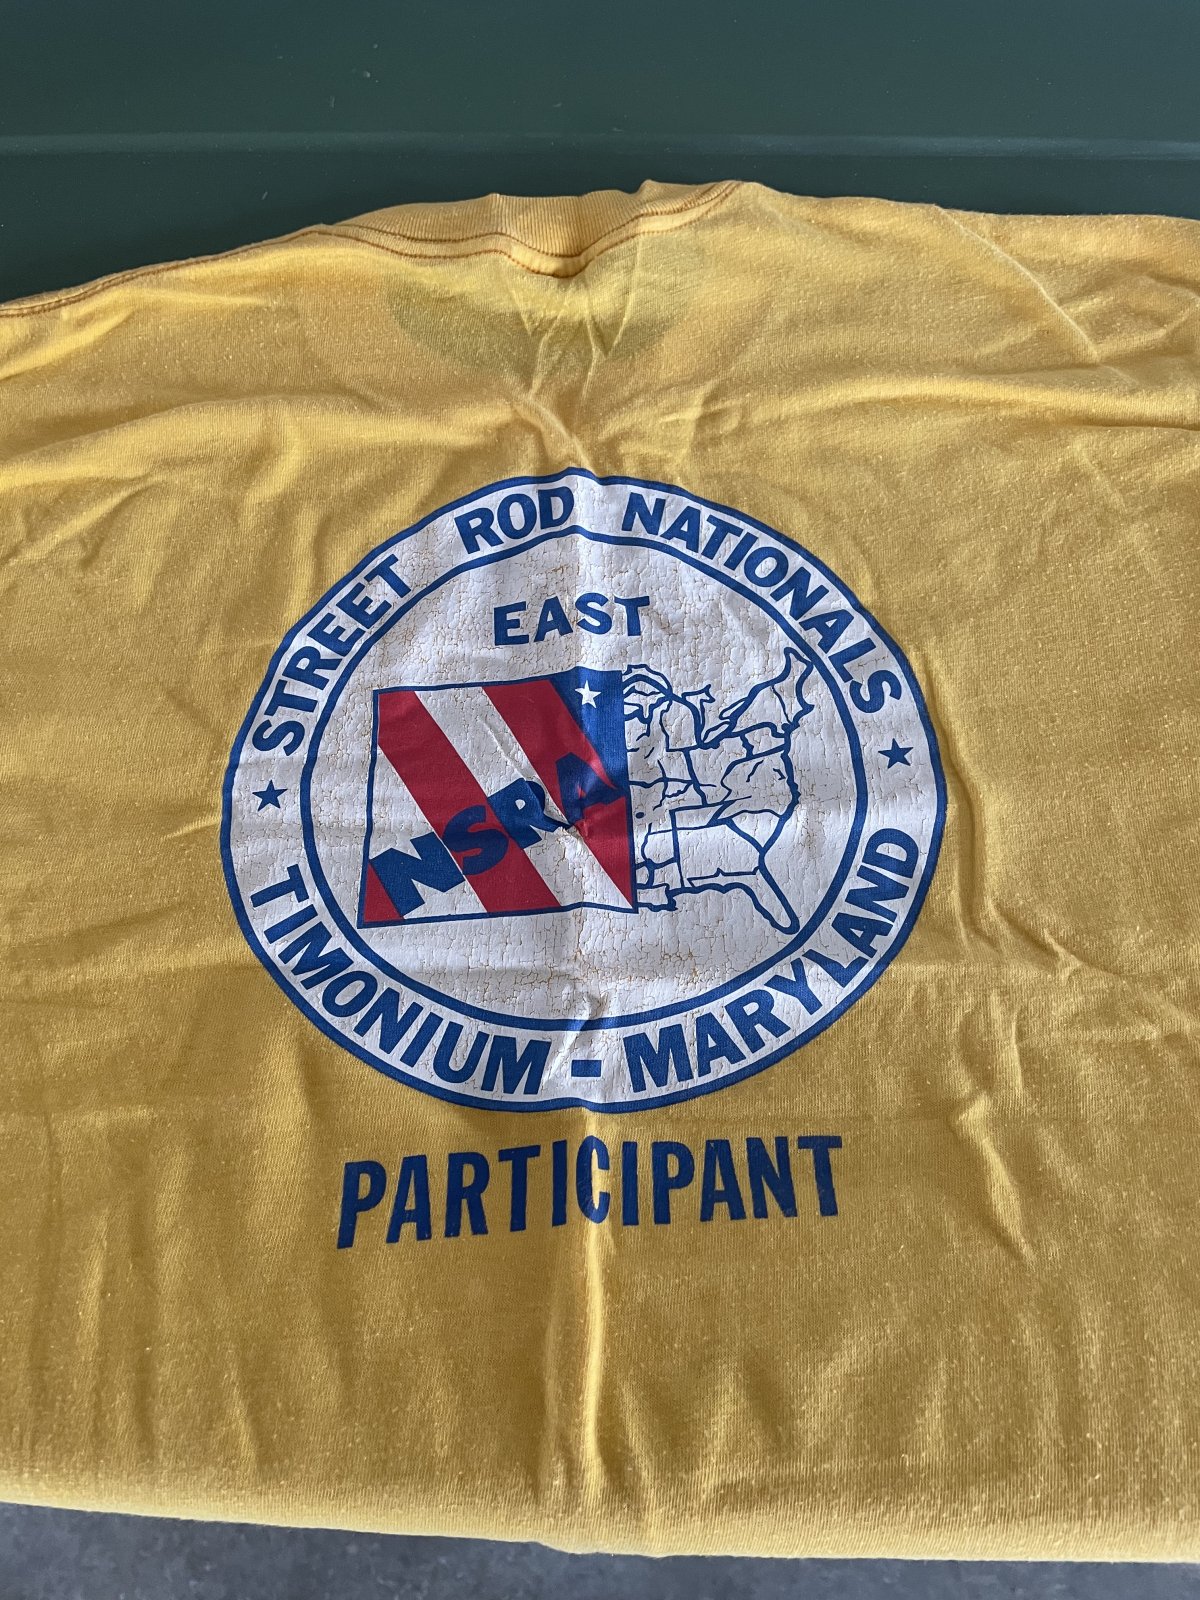 STREET ROD NATIONALS
EAST
NSRA
TIMONIUM - MARYLAND
PARTICIPANT